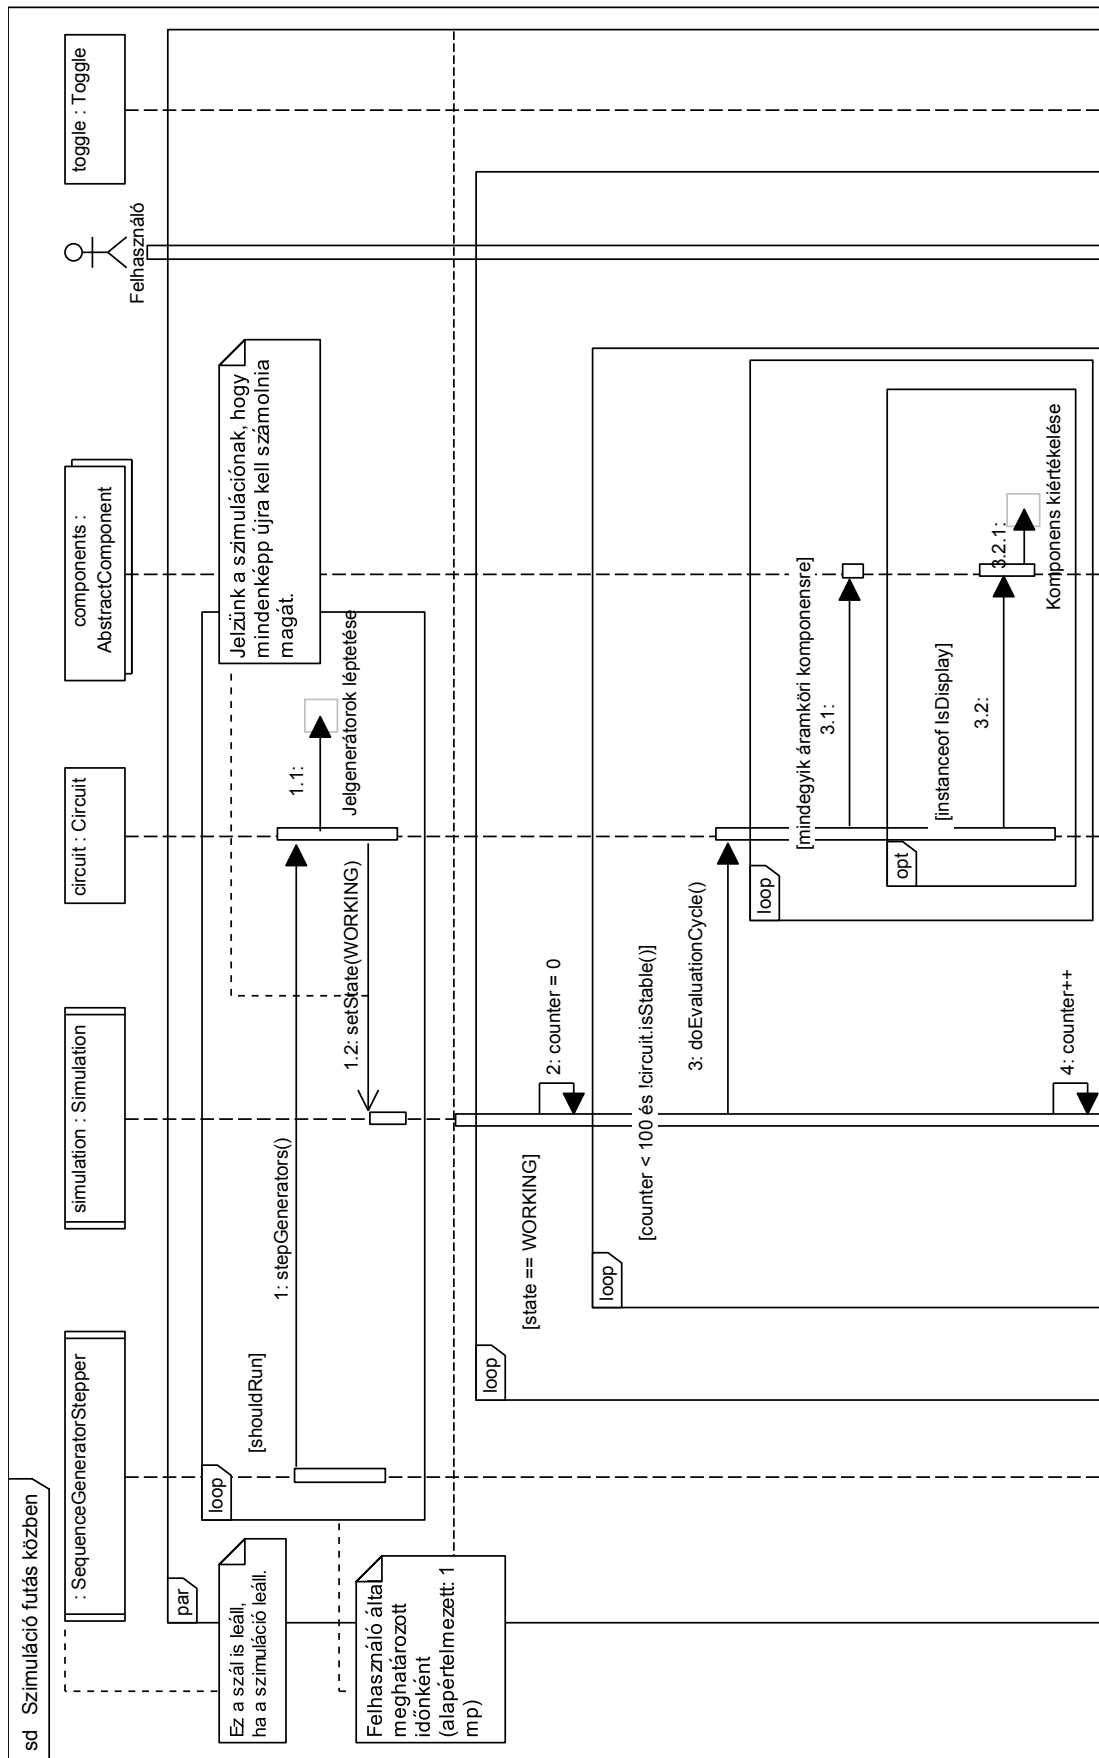 sd Szimuláció futás közben
: SequenceGeneratorStepper
simulation : Simulation
circuit : Circuit
components :
AbstractComponent
Felhasználó
toggle : Toggle
par
Ez a szál is leáll,
ha a szimuláció leáll.
loop
[shouldRun]
Jelzünk a szimulációnak, hogy
mindenképp újra kell számolnia
magát.
1: stepGenerators()
1.1:
Jelgenerátorok léptetése
1.2: setState(WORKING)
Felhasználó által
meghatározott
időnként
(alapértelmezett: 1
mp)
loop
[state == WORKING]
2: counter = 0
loop
[counter < 100 és !circuit.isStable()]
3: doEvaluationCycle()
loop
[mindegyik áramköri komponensre]
3.1:
opt
[instanceof IsDisplay]
3.2:
3.2.1:
Komponens kiértékelése
4: counter++